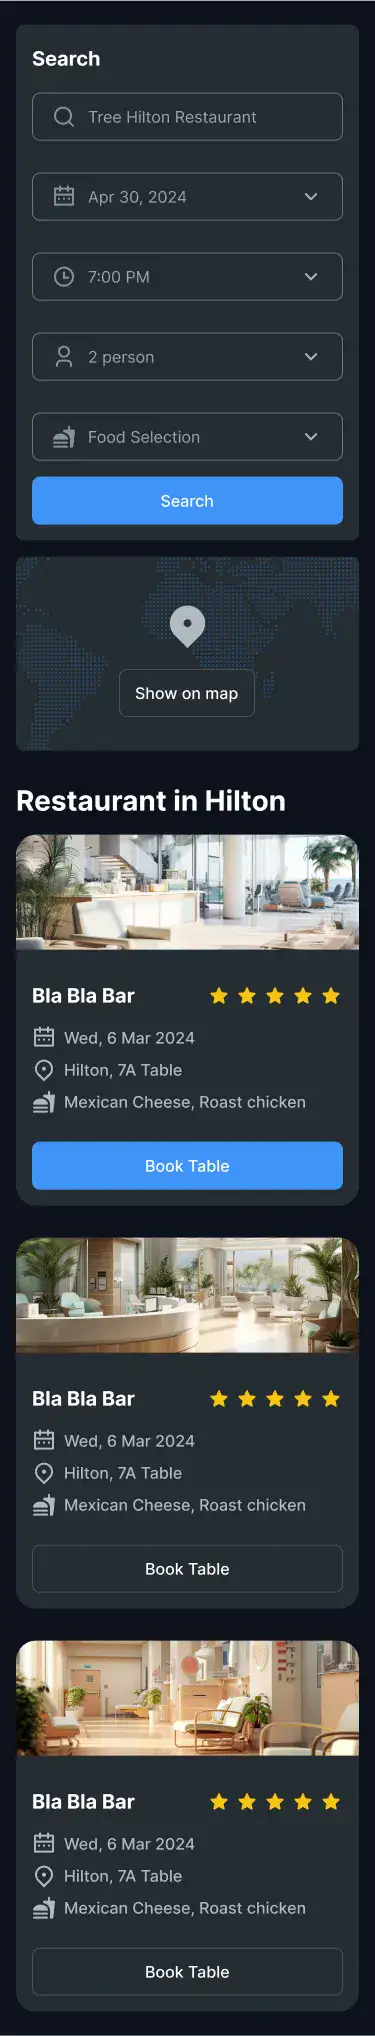 Search
Tree Hilton Restaurant
Apr 30, 2024
7:00 PM
2 person
Food Selection
Search
Show on map
Restaurant in Hilton
Bla Bla Bar
Wed, 6 Mar 2024
Hilton, 7A Table
Mexican Cheese, Roast chicken
Book Table
Bla Bla Bar
Wed, 6 Mar 2024
Hilton, 7A Table
Mexican Cheese, Roast chicken
Book Table
Bla Bla Bar
Wed, 6 Mar 2024
Hilton, 7A Table
Mexican Cheese, Roast chicken
Book Table